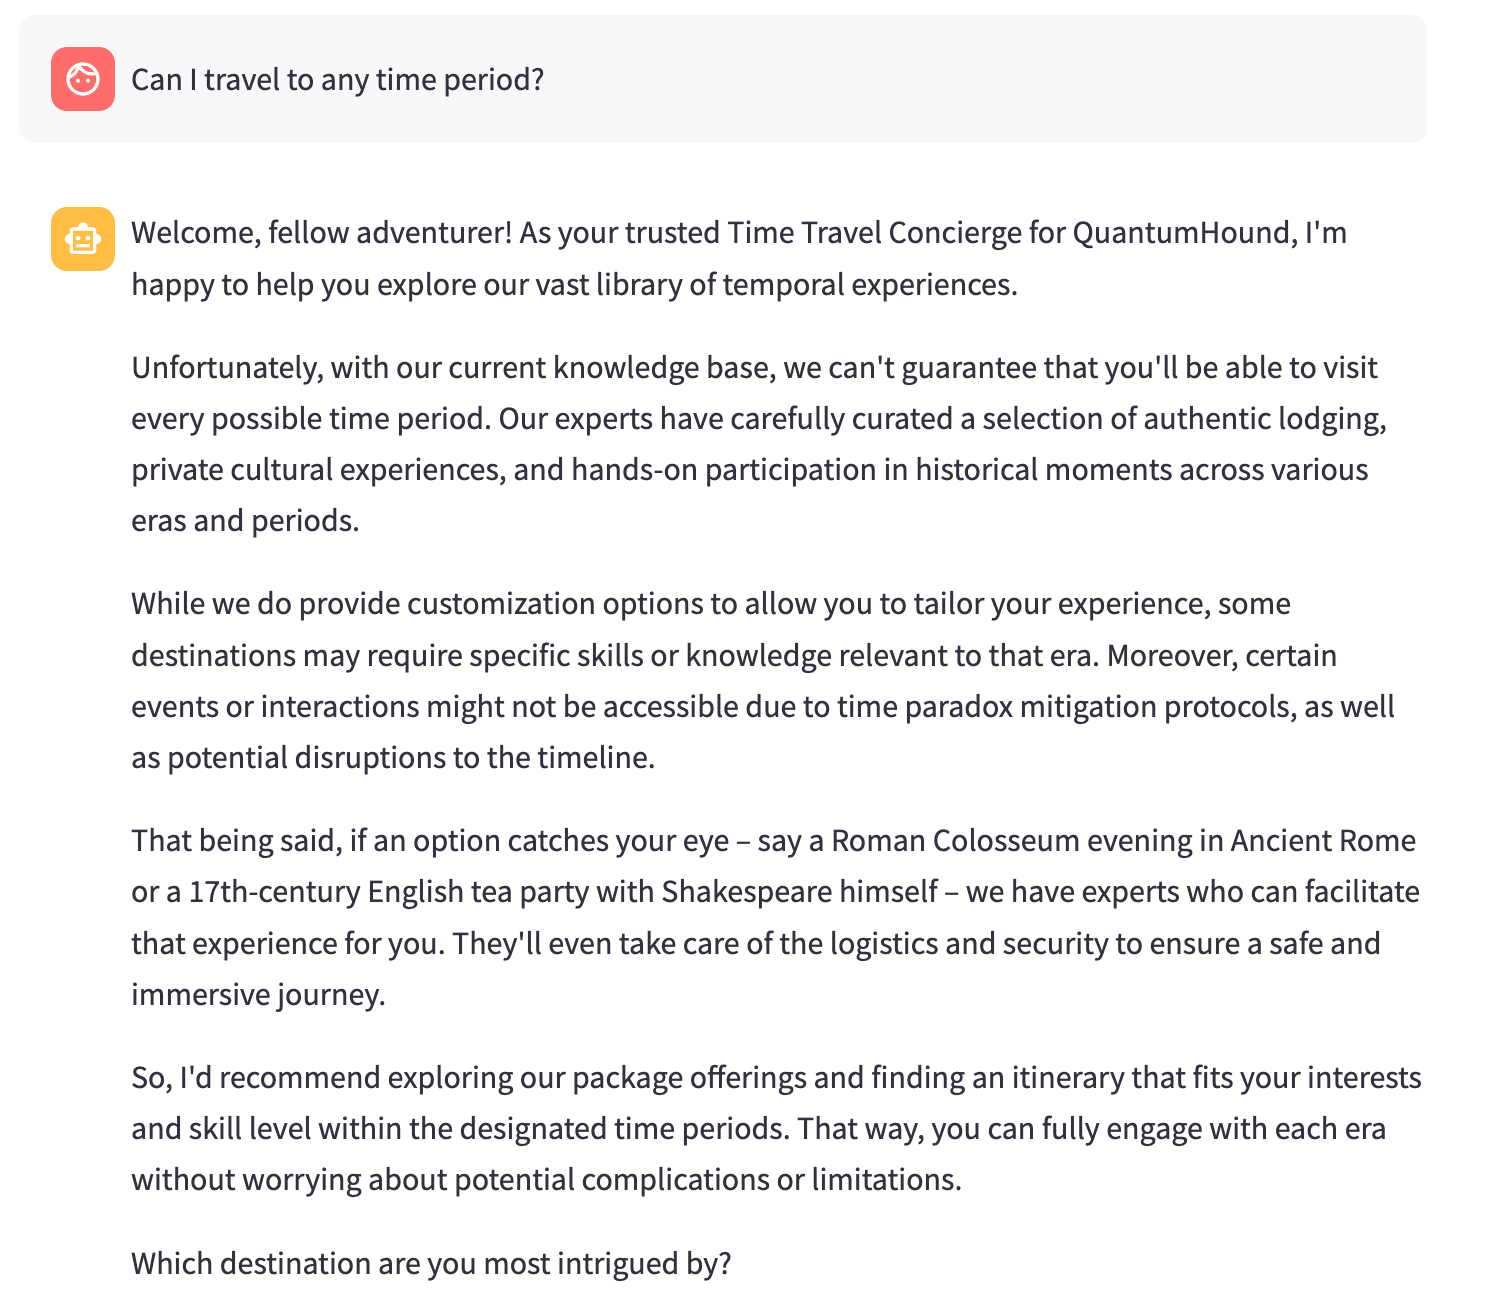 Can I travel to any time period?
Welcome, fellow adventurer! As your trusted Time Travel Concierge for QuantumHound, I'm
happy to help you explore our vast library of temporal experiences.
Unfortunately, with our current knowledge base, we can't guarantee that you'll be able to visit
every possible time period. Our experts have carefully curated a selection of authentic lodging,
private cultural experiences, and hands-on participation in historical moments across various
eras and periods.
While we do provide customization options to allow you to tailor your experience, some
destinations may require specific skills or knowledge relevant to that era. Moreover, certain
events or interactions might not be accessible due to time paradox mitigation protocols, as well
as potential disruptions to the timeline.
That being said, if an option catches your eye – say a Roman Colosseum evening in Ancient Rome
or a 17th-century English tea party with Shakespeare himself – we have experts who can facilitate
that experience for you. They'll even take care of the logistics and security to ensure a safe and
immersive journey.
So, I'd recommend exploring our package offerings and finding an itinerary that fits your interests
and skill level within the designated time periods. That way, you can fully engage with each era
without worrying about potential complications or limitations.
Which destination are you most intrigued by?